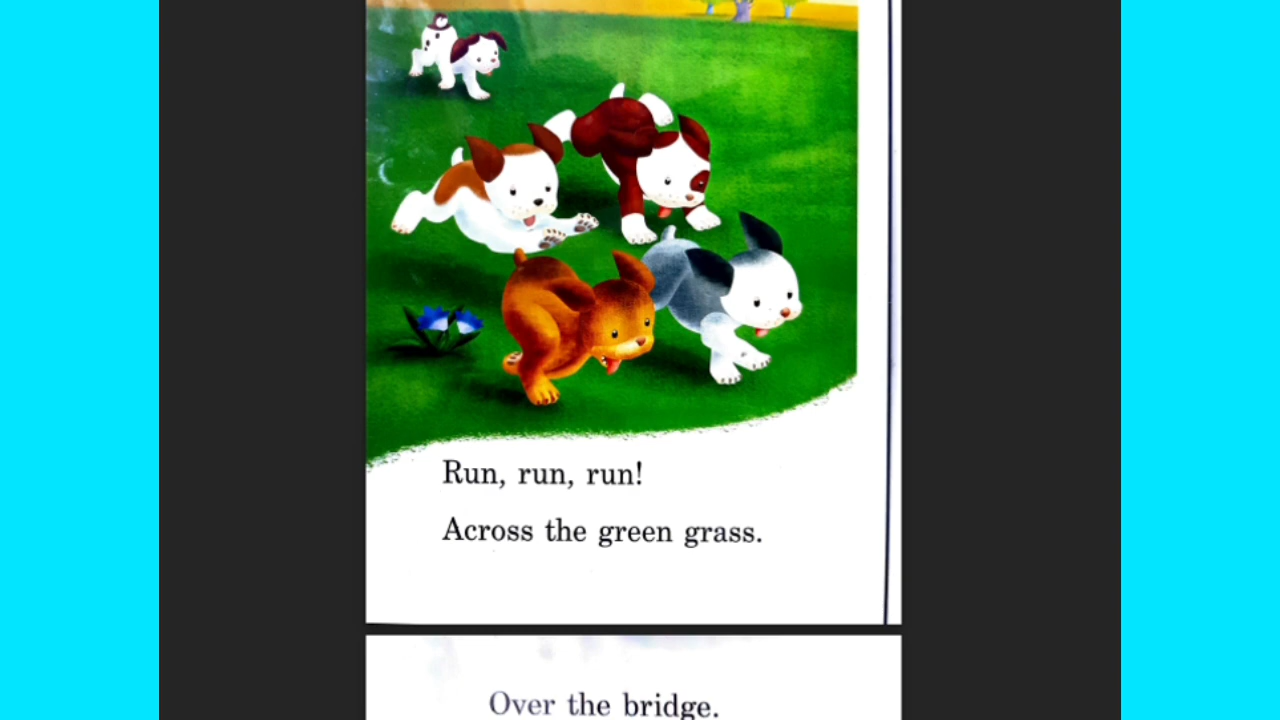 Run, run, run!
Across the green grass.
Over the bridge.